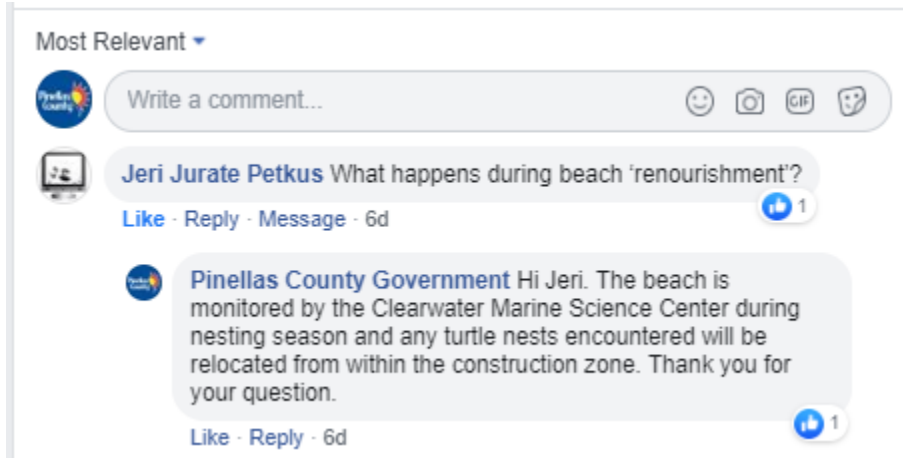 Most Relevant
Pinellas County
Write a comment...
GIF
Jeri Jurate Petkus What happens during beach ‘renourishment’?
1
Like · Reply · Message · 6d
Pinellas County Government Hi Jeri. The beach is
monitored by the Clearwater Marine Science Center during
nesting season and any turtle nests encountered will be
relocated from within the construction zone. Thank you for
your question.
1
Like · Reply · 6d